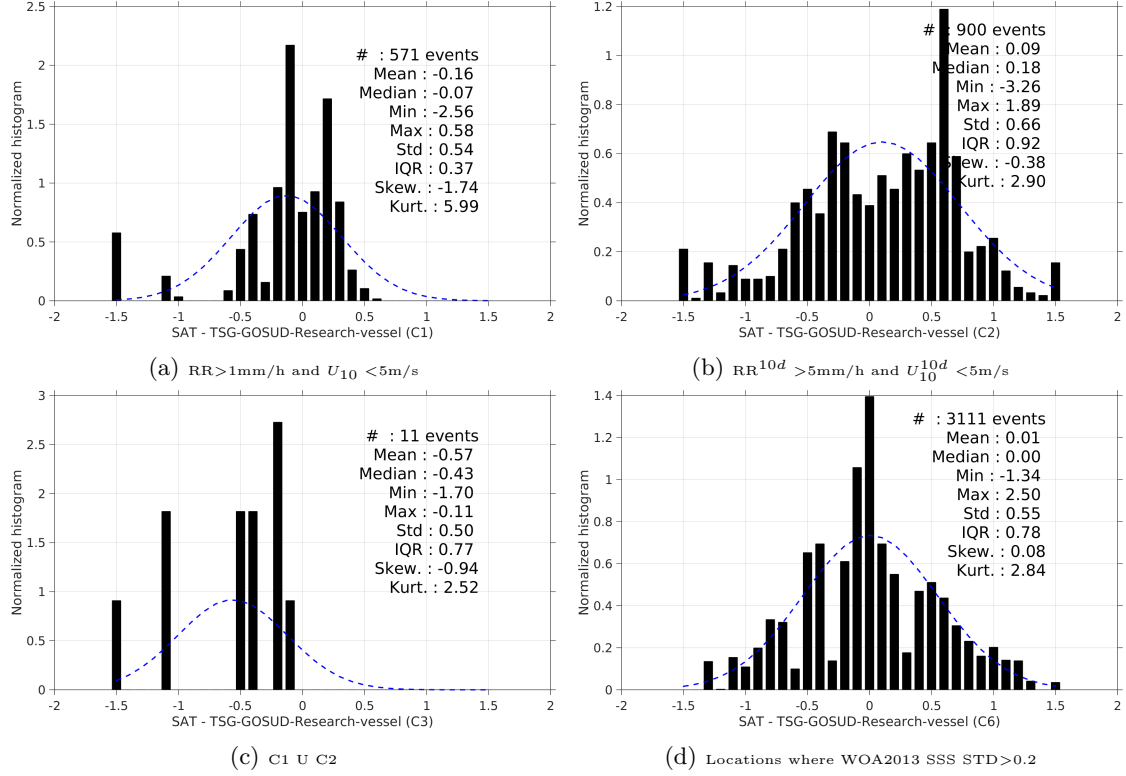 2.5
2
1.5
1
0.5
0
Normalized histogram
# : 571 events
Mean : -0.16
Median : -0.07
Min : -2.56
Max : 0.58
Std : 0.54
IQR : 0.37
Skew. : -1.74
Kurt. : 5.99
-2 -1.5 -1 -0.5 0 0.5 1 1.5 2
SAT - TSG-GOSUD-Research-vessel (C1)
(a) RR>1mm/h and U10 <5m/s
1.2
1
0.8
0.6
0.4
0.2
0
Normalized histogram
# : 900 events
Mean : 0.09
Median : 0.18
Min : -3.26
Max : 1.89
Std : 0.66
IQR : 0.92
Skew. : -0.38
Kurt. : 2.90
-2 -1.5 -1 -0.5 0 0.5 1 1.5 2
SAT - TSG-GOSUD-Research-vessel (C2)
(b) RR10d >5mm/h and U10d10 <5m/s
3
2.5
2
1.5
1
0.5
0
Normalized histogram
# : 11 events
Mean : -0.57
Median : -0.43
Min : -1.70
Max : -0.11
Std : 0.50
IQR : 0.77
Skew. : -0.94
Kurt. : 2.52
-2 -1.5 -1 -0.5 0 0.5 1 1.5 2
SAT - TSG-GOSUD-Research-vessel (C3)
(c) C1 U C2
1.4
1.2
1
0.8
0.6
0.4
0.2
0
Normalized histogram
# : 3111 events
Mean : 0.01
Median : 0.00
Min : -1.34
Max : 2.50
Std : 0.55
IQR : 0.78
Skew. : 0.08
Kurt. : 2.84
-2 -1.5 -1 -0.5 0 0.5 1 1.5 2
SAT - TSG-GOSUD-Research-vessel (C6)
(d) Locations where WOA2013 SSS STD>0.2